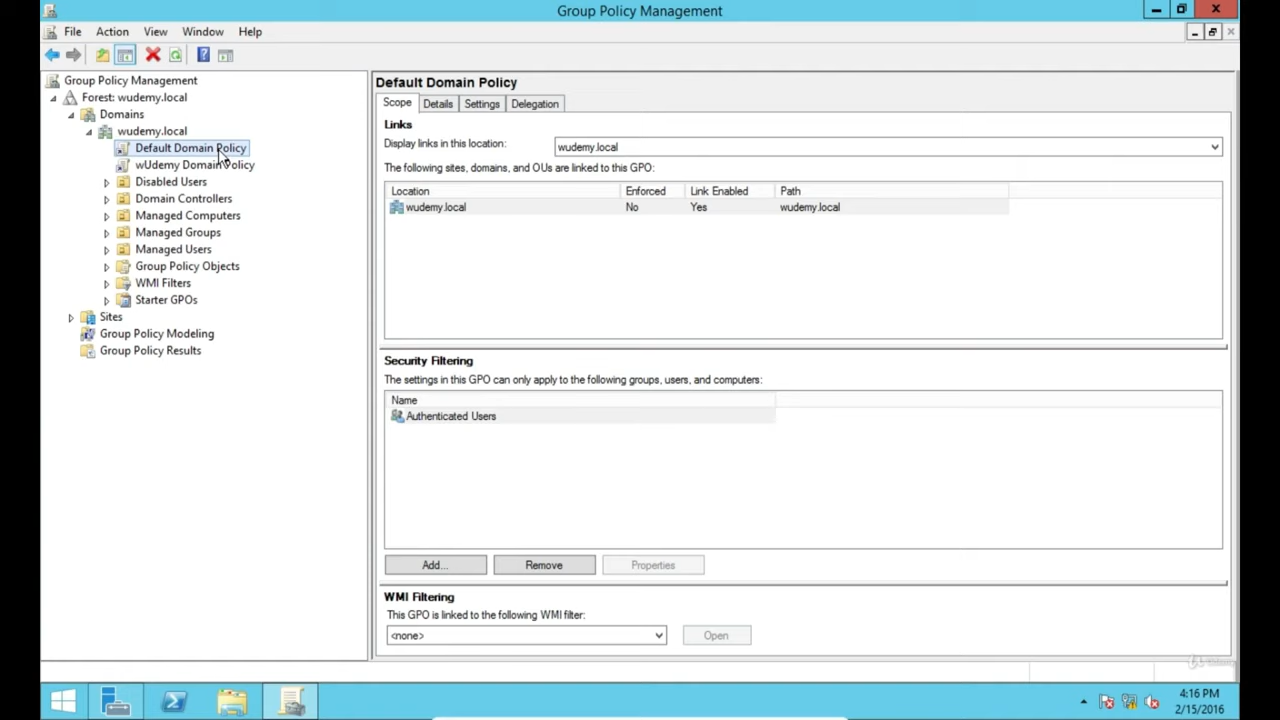 Group Policy Management
File Action View Window Help
Group Policy Management
Forest: wudemy.local
Domains
wudemy.local
Default Domain Policy
wUdemy Domain Policy
Disabled Users
Domain Controllers
Managed Computers
Managed Groups
Managed Users
Group Policy Objects
WMI Filters
Starter GPOs
Sites
Group Policy Modeling
Group Policy Results
Default Domain Policy
Scope Details Settings Delegation
Links
Display links in this location: wudemy.local
The following sites, domains, and OUs are linked to this GPO:
Location Enforced Link Enabled Path
wudemy.local No Yes wudemy.local
Security Filtering
The settings in this GPO can only apply to the following groups, users, and computers:
Name
Authenticated Users
Add... Remove Properties
WMI Filtering
This GPO is linked to the following WMI filter:
<none> Open
Udemy
4:16 PM
2/15/2016